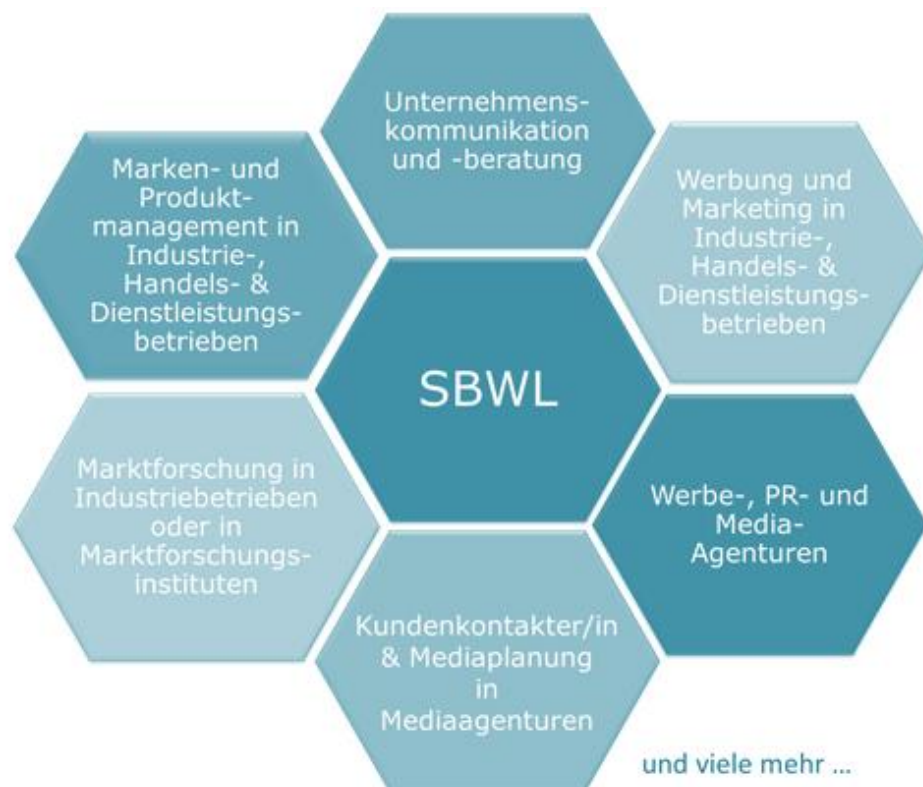 Unternehmens-
kommunikation
und -beratung
Marken- und
Produkt-
management in
Industrie-,
Handels- &
Dienstleistungs-
betrieben
Werbung und
Marketing in
Industrie-,
Handels- &
Dienstleistungs-
betrieben
SBWL
Marktforschung in
Industriebetrieben
oder in
Marktforschungs-
instituten
Werbe-, PR- und
Media-
Agenturen
Kundenkontakter/in
& Mediaplanung
in
Mediaagenturen
und viele mehr ...